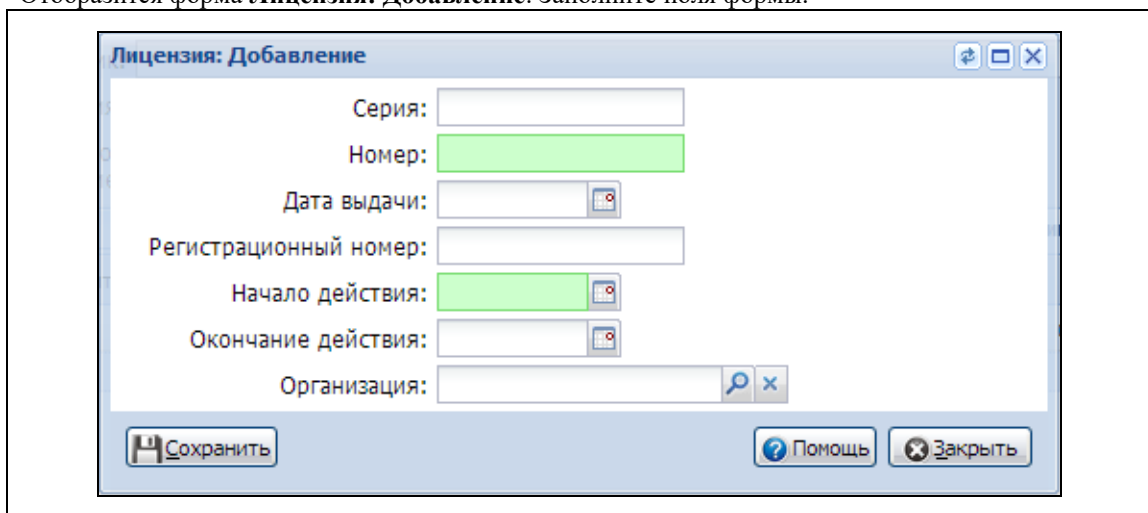 Отобразится форма Лицензия: Добавление. Заполните поля формы.
Лицензия: Добавление
Серия:
Номер:
Дата выдачи:
Регистрационный номер:
Начало действия:
Окончание действия:
Организация:
Сохранить
Помощь
Закрыть